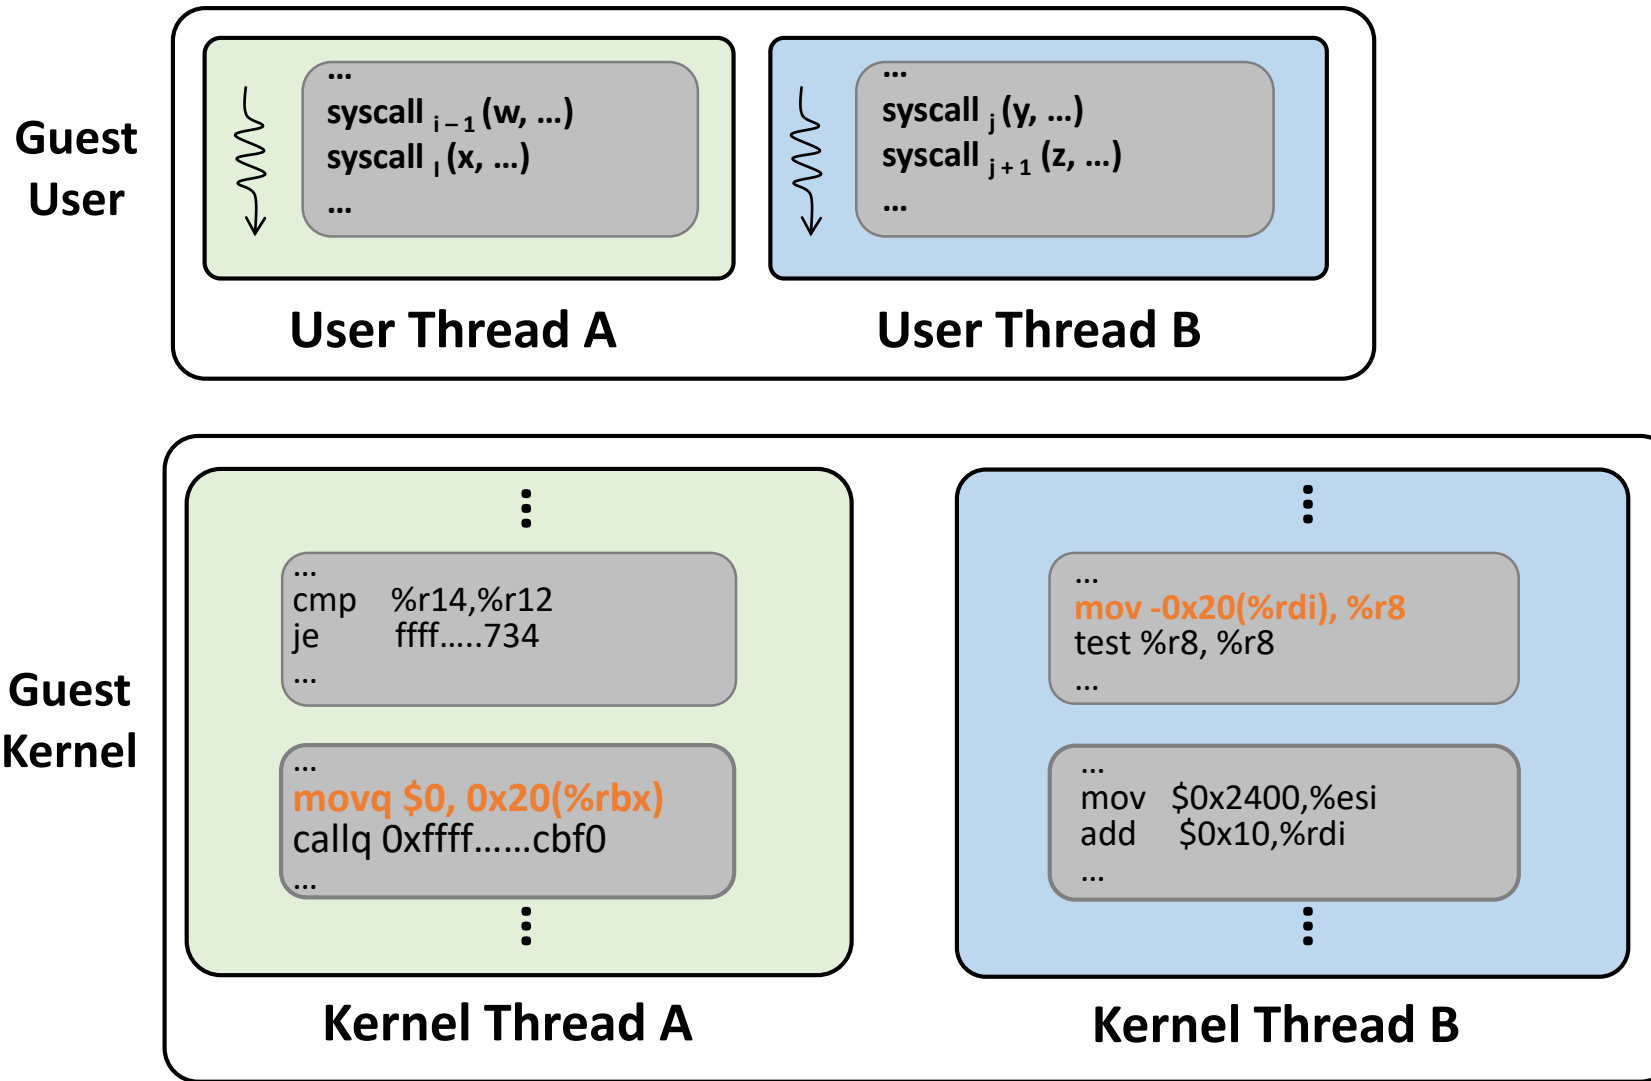 Guest
User
...
syscall i – 1 (w, ...)
syscall l (x, ...)
...
User Thread A
...
syscall j (y, ...)
syscall j + 1 (z, ...)
...
User Thread B
Guest
Kernel
...
cmp %r14,%r12
je ffff.....734
...
...
movq $0, 0x20(%rbx)
callq 0xffff......cbf0
...
Kernel Thread A
...
mov -0x20(%rdi), %r8
test %r8, %r8
...
...
mov $0x2400,%esi
add $0x10,%rdi
...
Kernel Thread B